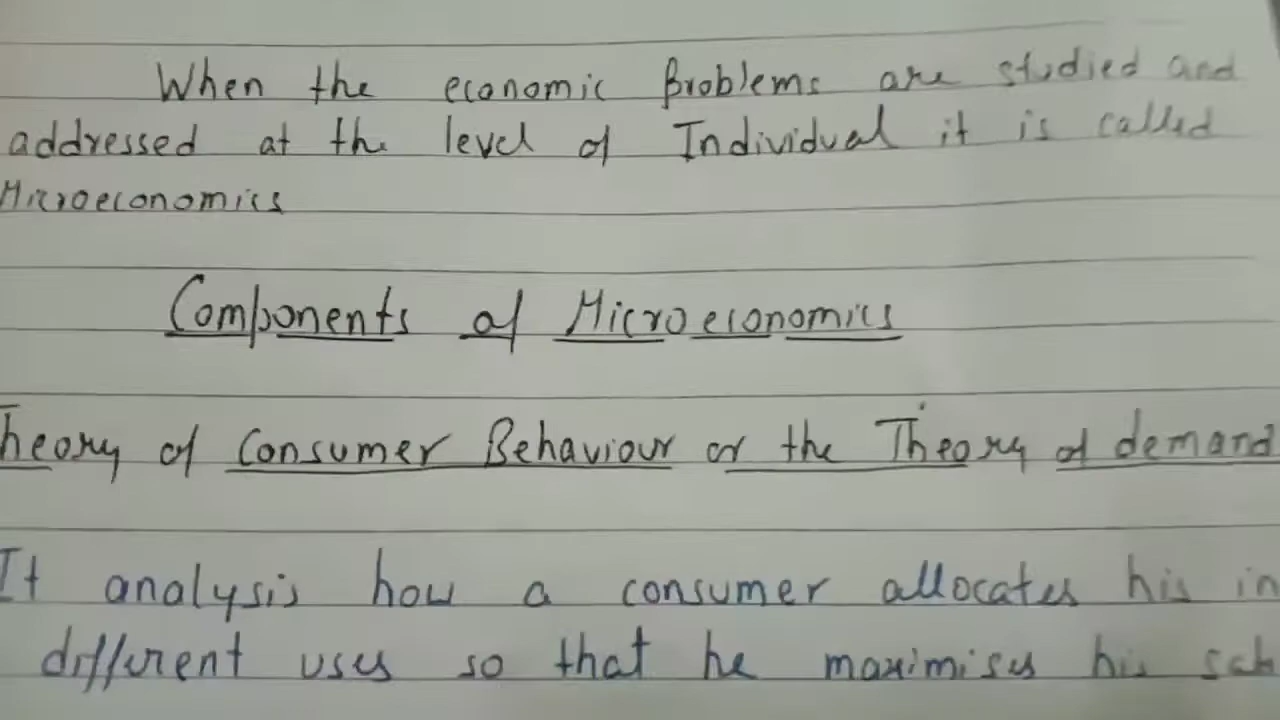 When the economic Problems are studied and
addressed at the level of Individual it is called
Microeconomics
Components of Microeconomics
heory of Consumer Behaviour or the Theory of demand
It analysis how a consumer allocates his in
different uses so that he maximises his